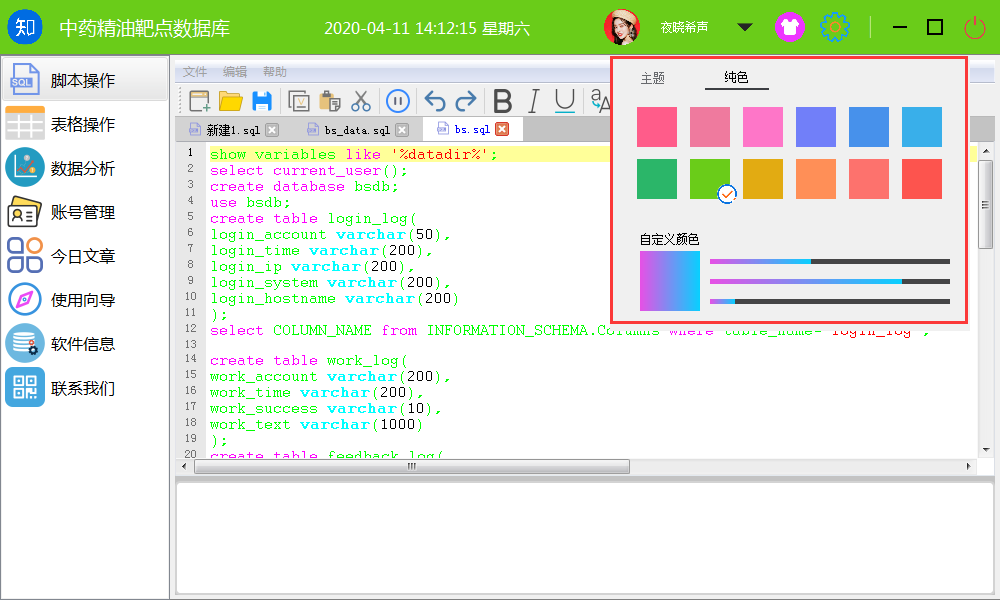 知 中药精油靶点数据库 2020-04-11 14:12:15 星期六 夜晓希声
SQL 脚本操作
表格操作
数据分析
账号管理
今日文章
使用向导
软件信息
联系我们
文件 编辑 帮助
B I U aA
新建1.sql bs_data.sql bs.sql
1 show variables like '%datadir%';
2 select current_user();
3 create database bsdb;
4 use bsdb;
5 create table login_log(
6 login_account varchar(50),
7 login_time varchar(200),
8 login_ip varchar(200),
9 login_system varchar(200),
10 login_hostname varchar(200)
11 );
12 select COLUMN_NAME from INFORMATION_SCHEMA.Columns where table_name='login_log';
13
14 create table work_log(
15 work_account varchar(200),
16 work_time varchar(200),
17 work_success varchar(10),
18 work_text varchar(1000)
19 );
20 create table feedback_log(
主题 纯色
自定义颜色